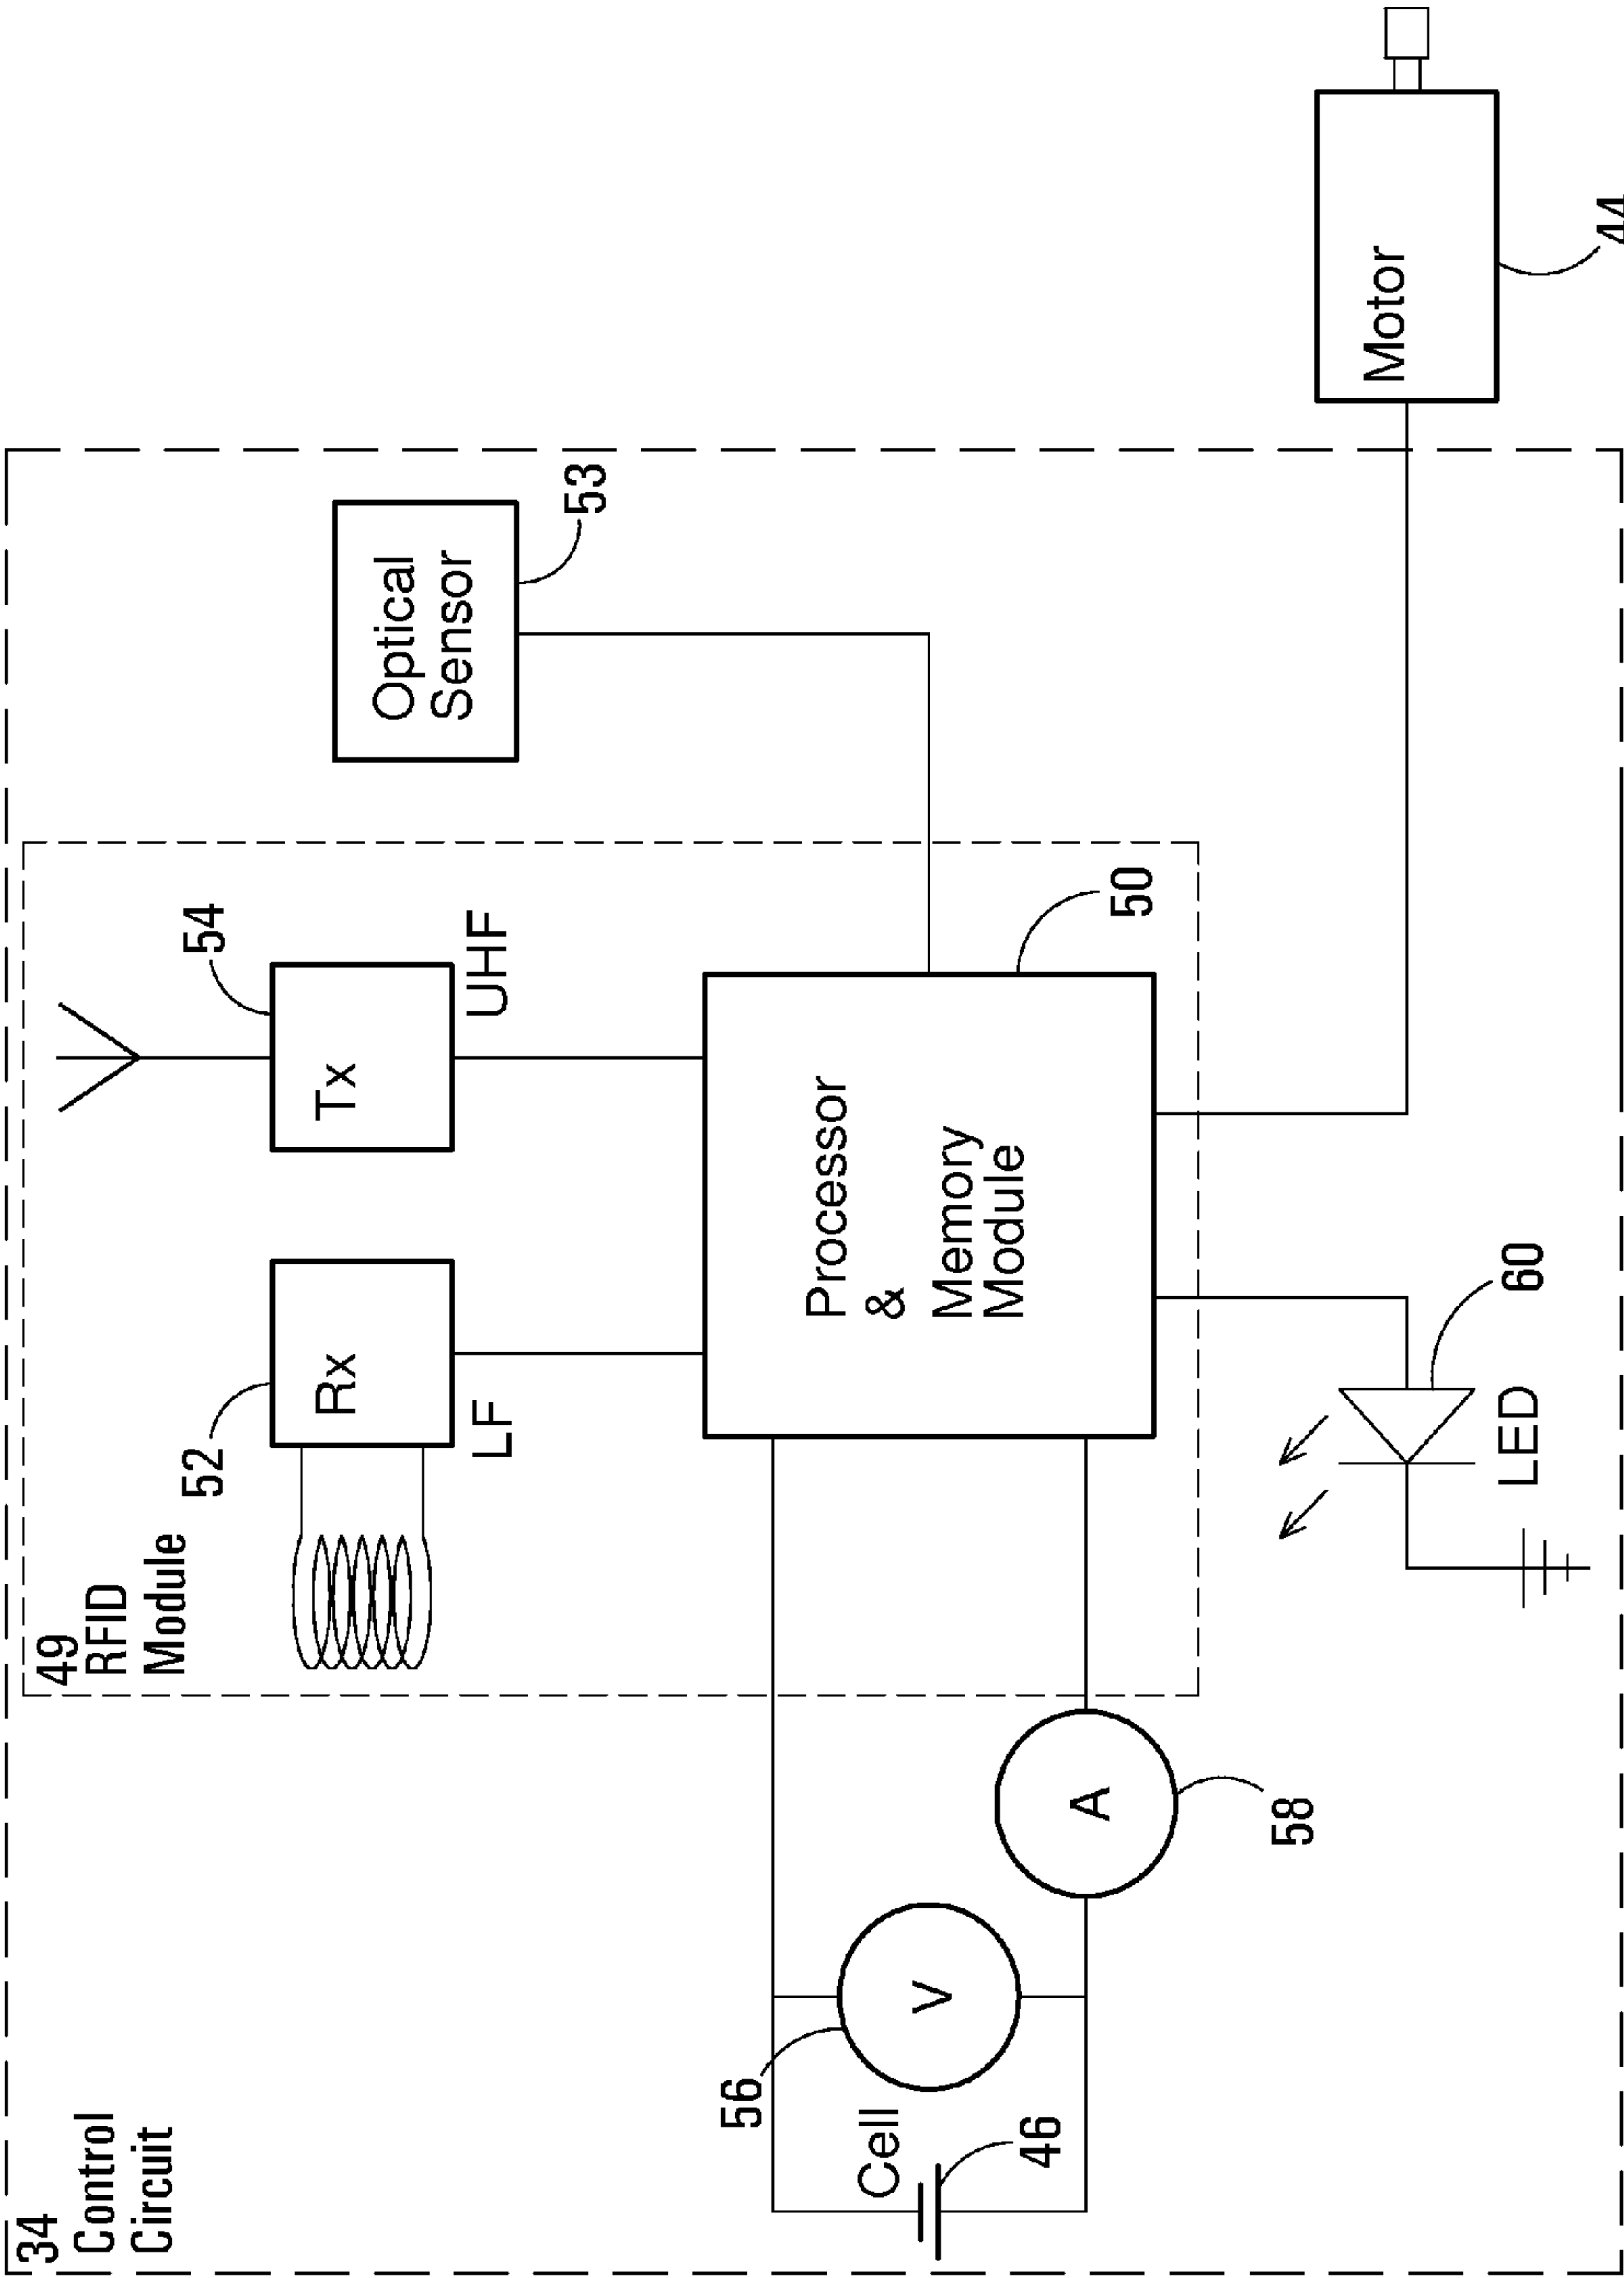 34
Control
Circuit
49
RFID
Module
52
54
Rx
Tx
LF
UHF
Optical
Sensor
53
Processor
&
Memory
Module
50
56
V
Cell
46
A
58
60
LED
Motor
44